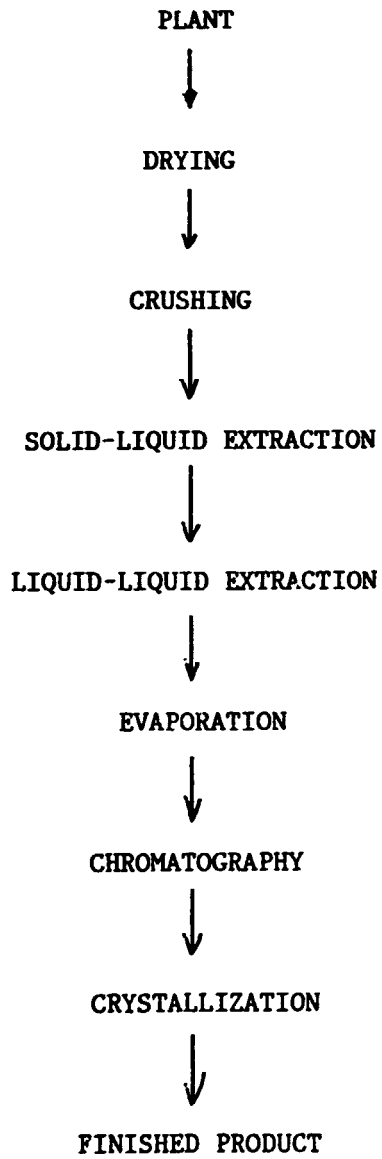 PLANT
DRYING
CRUSHING
SOLID-LIQUID EXTRACTION
LIQUID-LIQUID EXTRACTION
EVAPORATION
CHROMATOGRAPHY
CRYSTALLIZATION
FINISHED PRODUCT